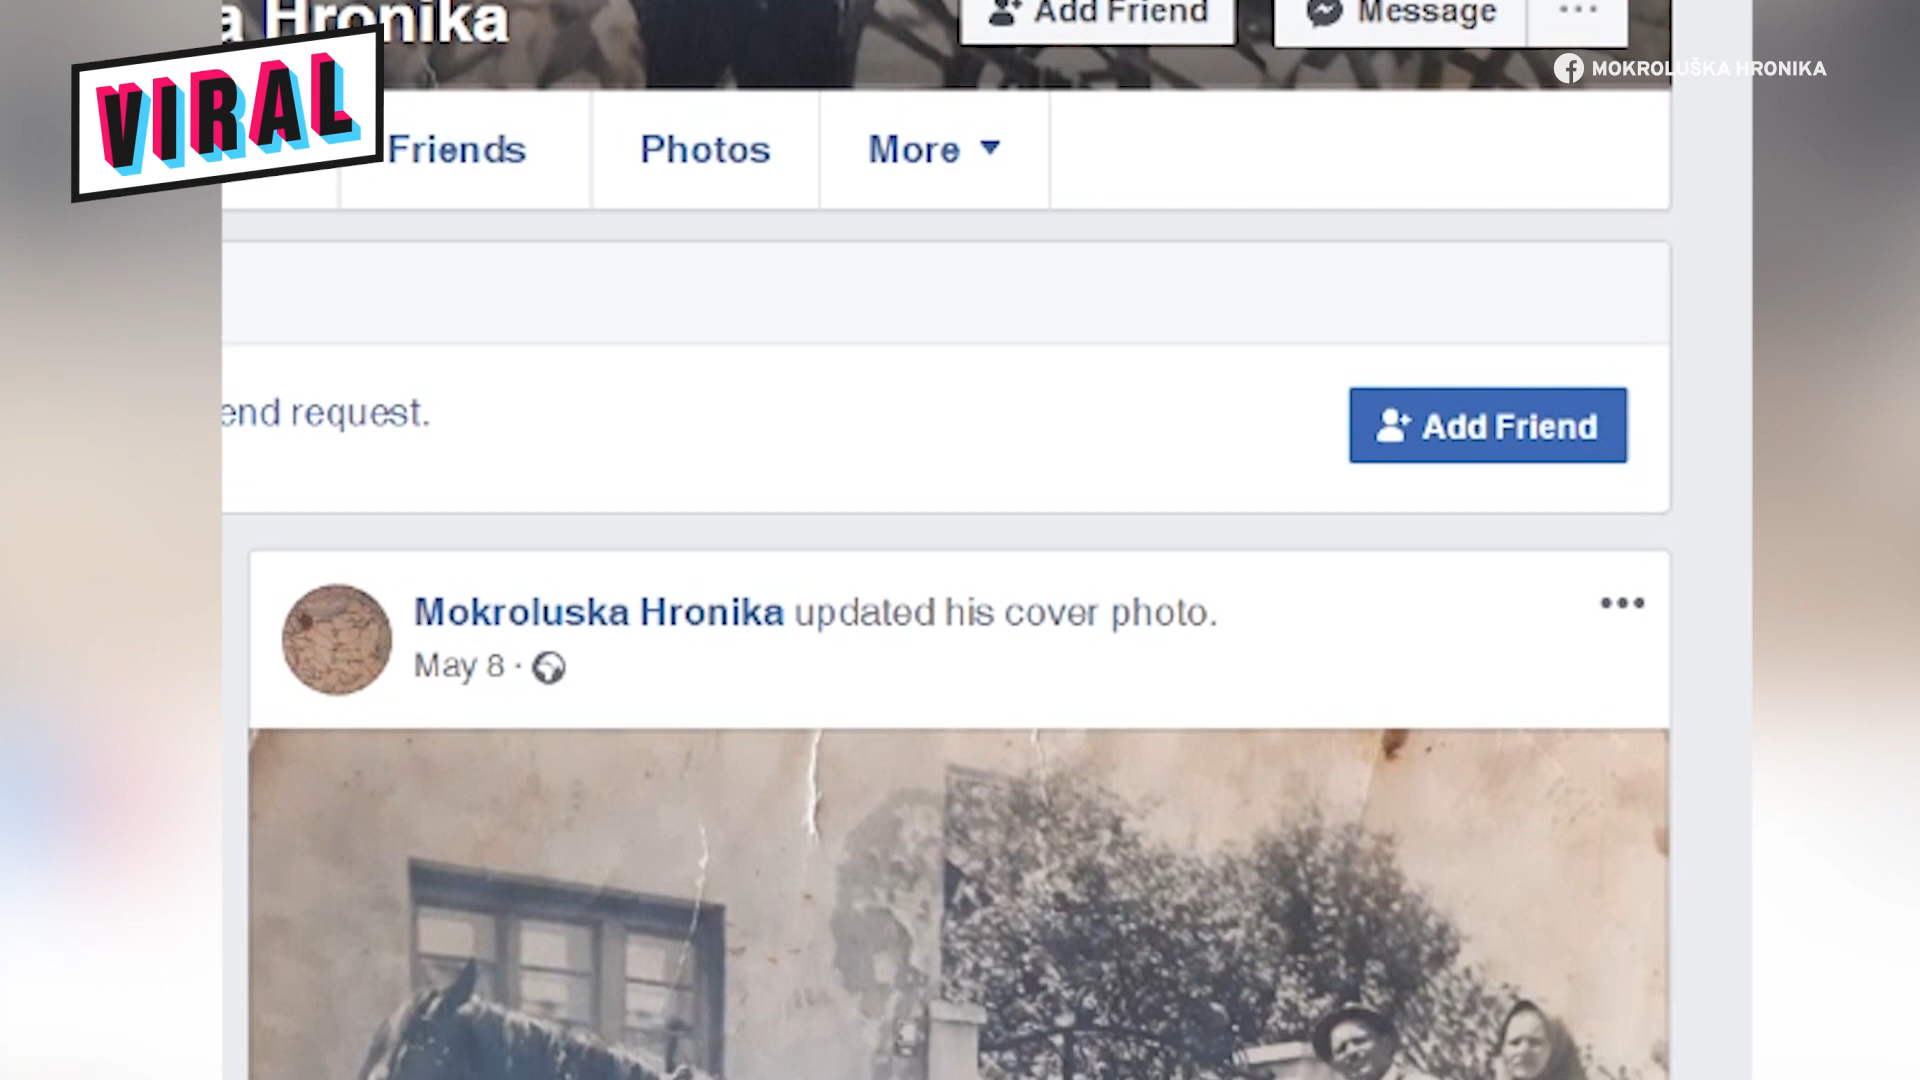 a Hronika
Add Friend
Message
VIRAL
MOKROLUŠKA HRONIKA
Friends
Photos
More
end request.
Add Friend
Mokroluska Hronika updated his cover photo.
May 8 ·